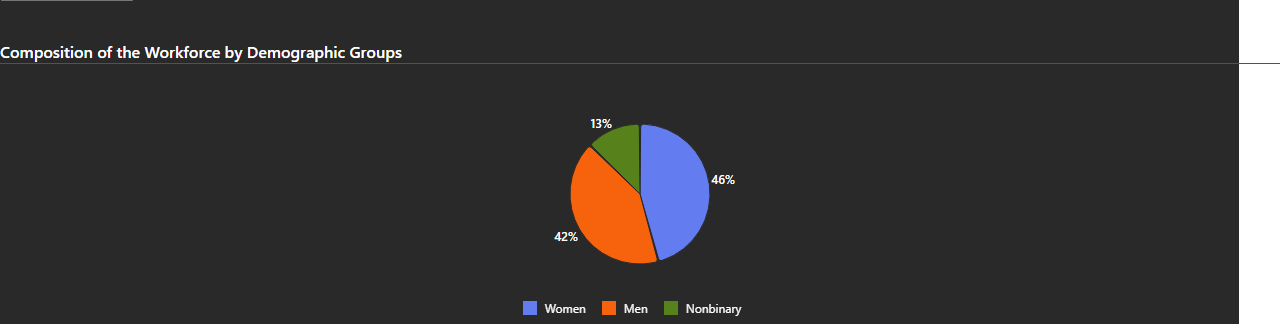 Composition of the Workforce by Demographic Groups
13%
46%
42%
Women Men Nonbinary